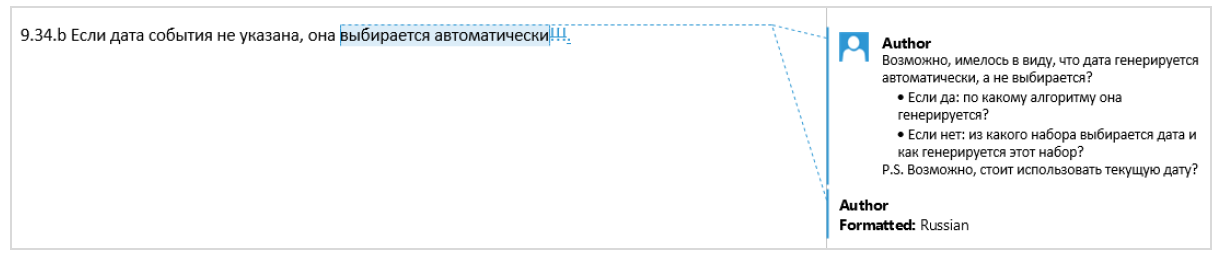 9.34.b Если дата события не указана, она выбирается автоматически[1].
Author
Возможно, имелось в виду, что дата генерируется
автоматически, а не выбирается?
• Если да: по какому алгоритму она
генерируется?
• Если нет: из какого набора выбирается дата и
как генерируется этот набор?
P.S. Возможно, стоит использовать текущую дату?
Author
Formatted: Russian